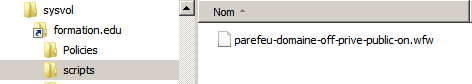 sysvol
formation.edu
Policies
scripts
Nom
parefeu-domaine-off-prive-public-on.wfw